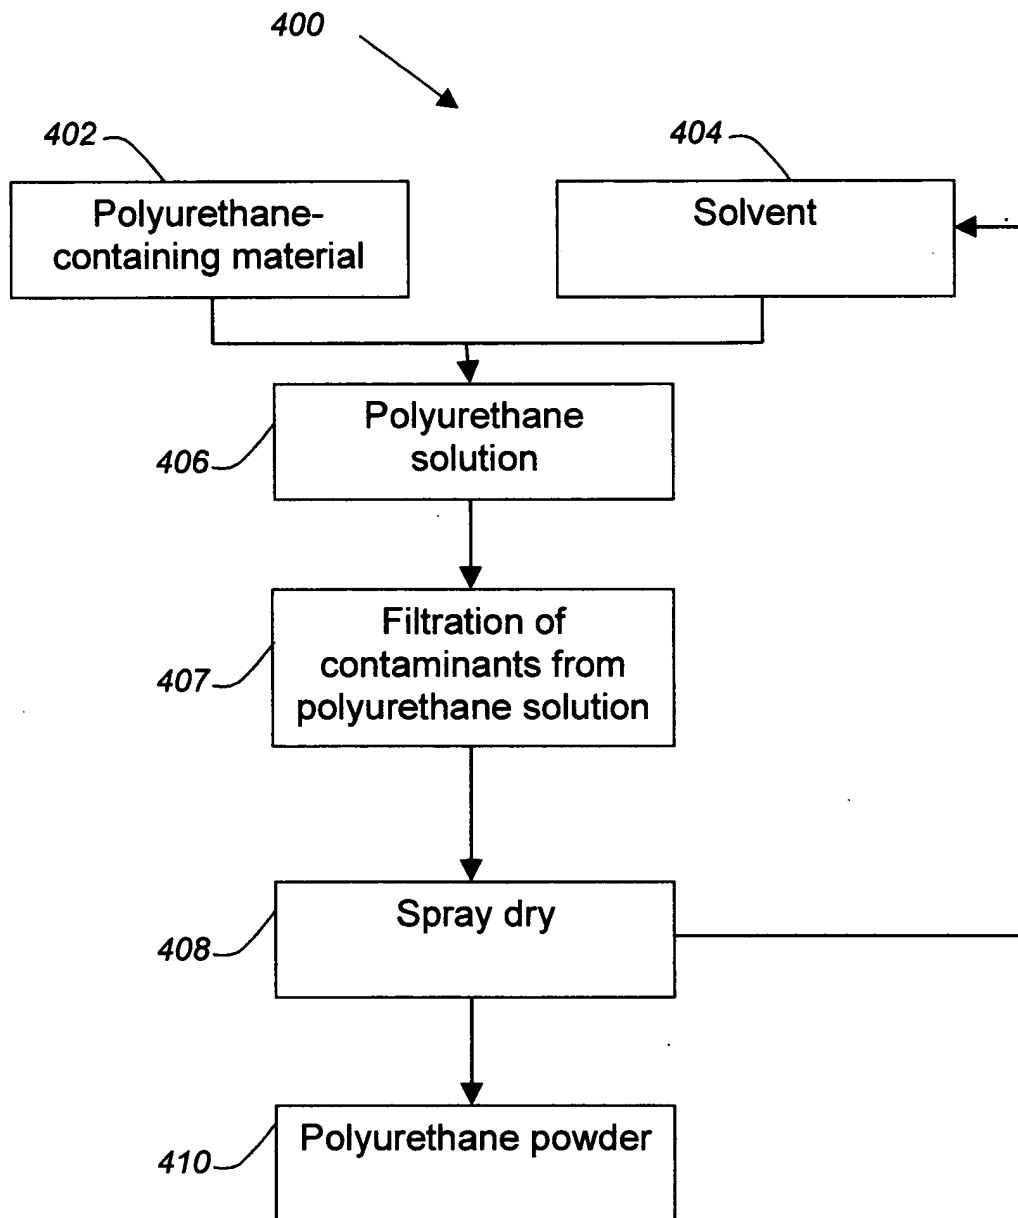 400
402
404
Polyurethane-
containing material
Solvent
Polyurethane
solution
406
Filtration of
contaminants from
polyurethane solution
407
Spray dry
408
Polyurethane powder
410